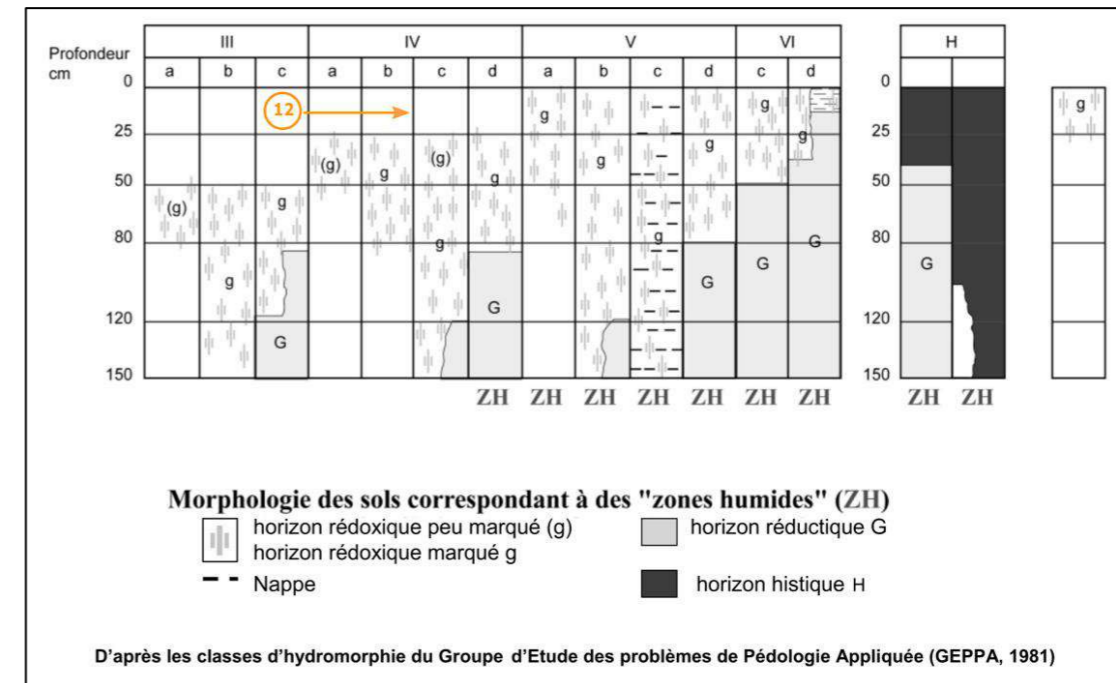 III IV V VI H
Profondeur
cm
a b c a b c d a b c d c d
0 0
12
g g g
25 25
g g g
(g) g (g) g g g
50 50
(g) g
80 80
g g g G
G G G G
120 120
G
150 150
ZH ZH ZH ZH ZH ZH ZH ZH ZH
Morphologie des sols correspondant à des "zones humides" (ZH)
horizon rédoxique peu marqué (g) horizon réductique G
horizon rédoxique marqué g
Nappe horizon histique H
D'après les classes d'hydromorphie du Groupe d'Etude des problèmes de Pédologie Appliquée (GEPPA, 1981)